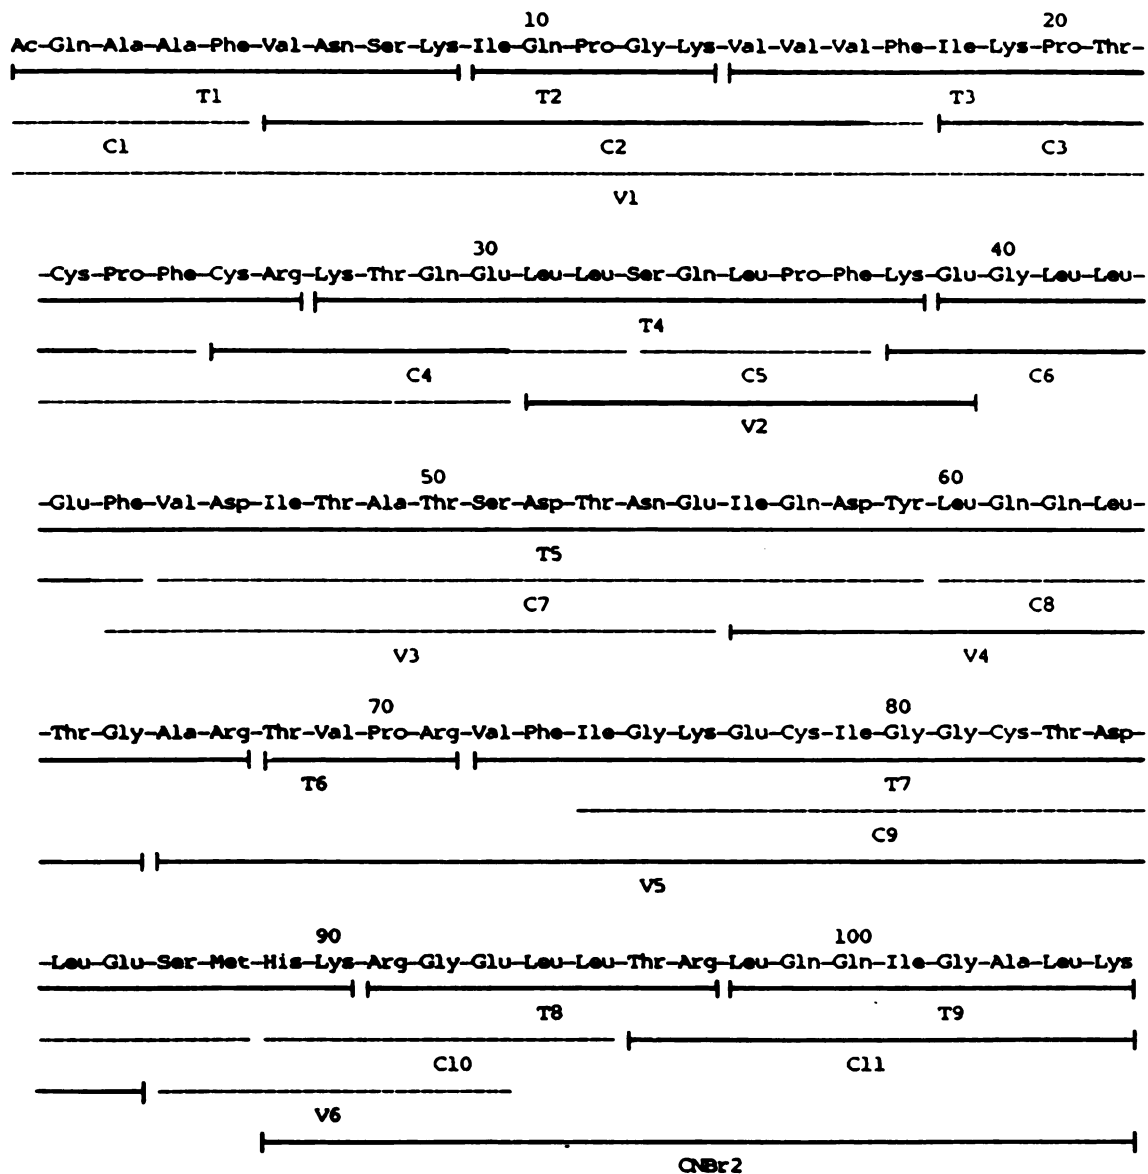 10 20
Ac-Gln-Ala-Ala-Phe-Val-Asn-Ser-Lys-Ile-Gln-Pro-Gly-Lys-Val-Val-Val-Phe-Ile-Lys-Pro-Thr-
T1 T2 T3
C1 C2 C3
V1
30 40
-Cys-Pro-Phe-Cys-Arg-Lys-Thr-Gln-Glu-Leu-Leu-Ser-Gln-Leu-Pro-Phe-Lys-Glu-Gly-Leu-Leu-
T4
C4 C5 C6
V2
50 60
-Glu-Phe-Val-Asp-Ile-Thr-Ala-Thr-Ser-Asp-Thr-Asn-Glu-Ile-Gln-Asp-Tyr-Leu-Gln-Gln-Leu-
T5
C7 C8
V3 V4
70 80
-Thr-Gly-Ala-Arg-Thr-Val-Pro-Arg-Val-Phe-Ile-Gly-Lys-Glu-Cys-Ile-Gly-Gly-Cys-Thr-Asp-
T6 T7
C9
V5
90 100
-Leu-Glu-Ser-Met-His-Lys-Arg-Gly-Glu-Leu-Leu-Thr-Arg-Leu-Gln-Gln-Ile-Gly-Ala-Leu-Lys
T8 T9
C10 C11
V6
CNBr2